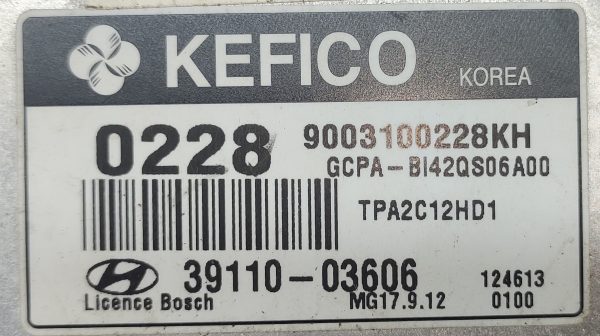 KEFICO KOREA
0228 9003100228KH
GCPA-BI42QS06A00
TPA2C12HD1
39110-03606 124613
Licence Bosch MG17.9.12 0100